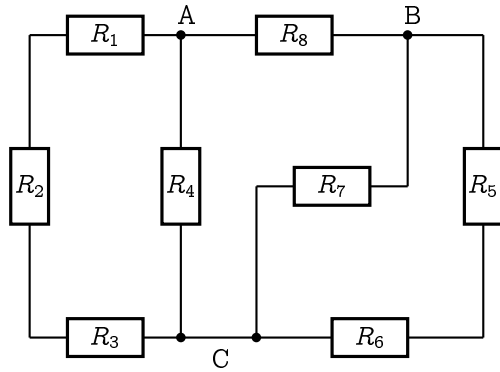 A B
R₁ R₈
R₂ R₄ R₇ R₅
R₃ R₆
C